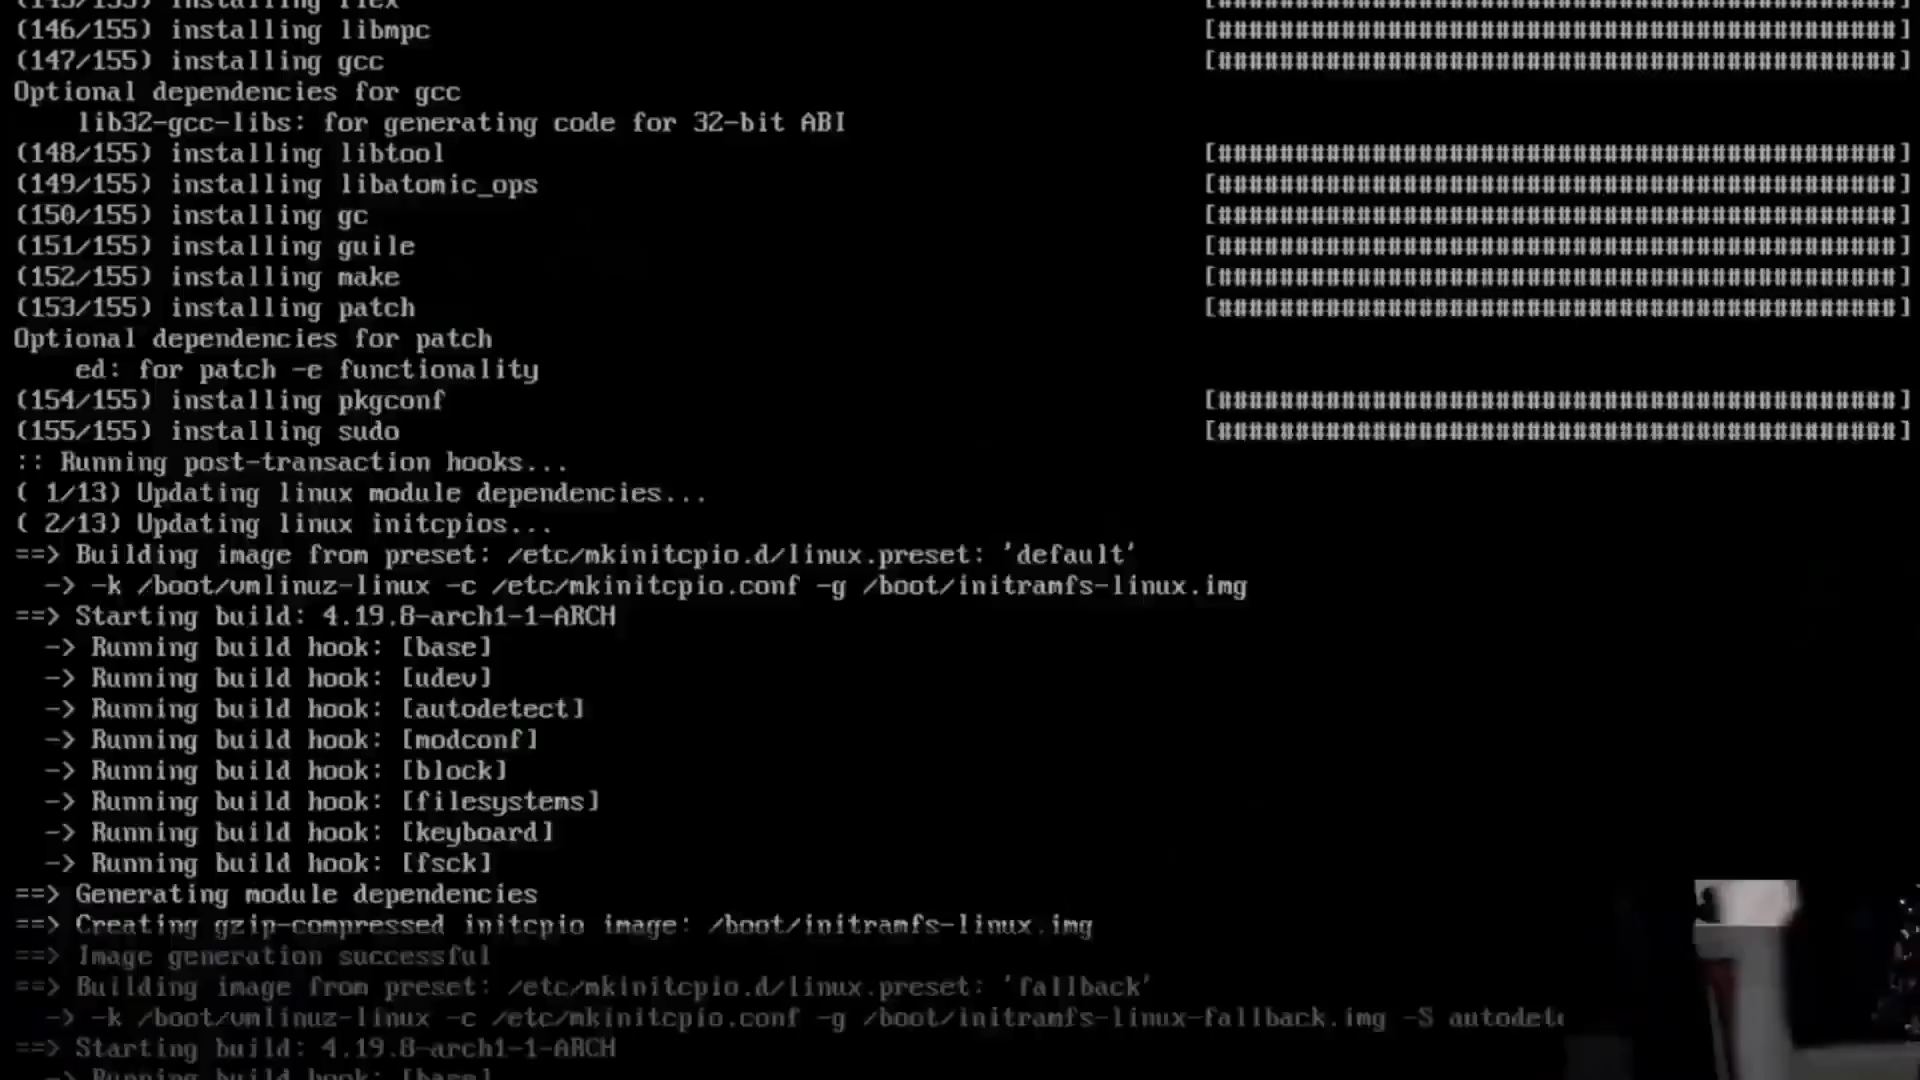 (145/155) installing flex [############################################]
(146/155) installing libmpc [############################################]
(147/155) installing gcc [############################################]
Optional dependencies for gcc
lib32-gcc-libs: for generating code for 32-bit ABI
(148/155) installing libtool [############################################]
(149/155) installing libatomic_ops [############################################]
(150/155) installing gc [############################################]
(151/155) installing guile [############################################]
(152/155) installing make [############################################]
(153/155) installing patch [############################################]
Optional dependencies for patch
ed: for patch -e functionality
(154/155) installing pkgconf [############################################]
(155/155) installing sudo [############################################]
:: Running post-transaction hooks...
( 1/13) Updating linux module dependencies...
( 2/13) Updating linux initcpios...
==> Building image from preset: /etc/mkinitcpio.d/linux.preset: 'default'
-> -k /boot/vmlinuz-linux -c /etc/mkinitcpio.conf -g /boot/initramfs-linux.img
==> Starting build: 4.19.8-arch1-1-ARCH
-> Running build hook: [base]
-> Running build hook: [udev]
-> Running build hook: [autodetect]
-> Running build hook: [modconf]
-> Running build hook: [block]
-> Running build hook: [filesystems]
-> Running build hook: [keyboard]
-> Running build hook: [fsck]
==> Generating module dependencies
==> Creating gzip-compressed initcpio image: /boot/initramfs-linux.img
==> Image generation successful
==> Building image from preset: /etc/mkinitcpio.d/linux.preset: 'fallback'
-> -k /boot/vmlinuz-linux -c /etc/mkinitcpio.conf -g /boot/initramfs-linux-fallback.img -S
==> Starting build: 4.19.8-arch1-1-ARCH
-> Running build hook: [base]